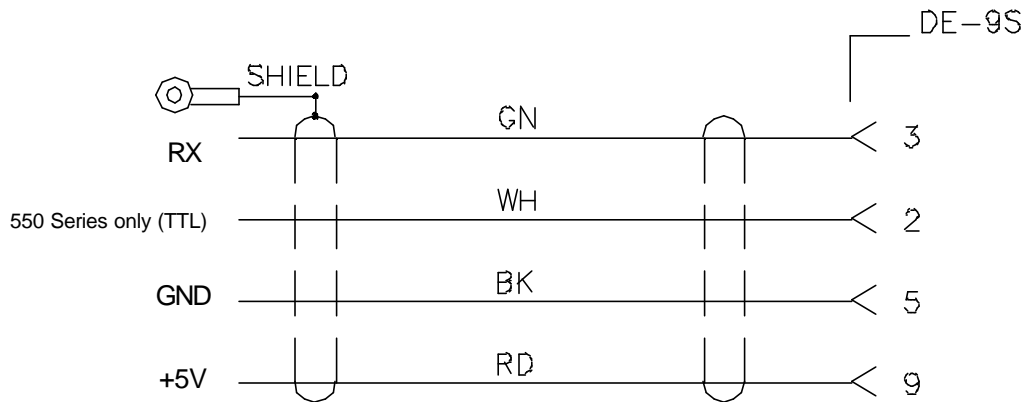 DE-9S
SHIELD
RX GN 3
550 Series only (TTL) WH 2
GND BK 5
+5V RD 9